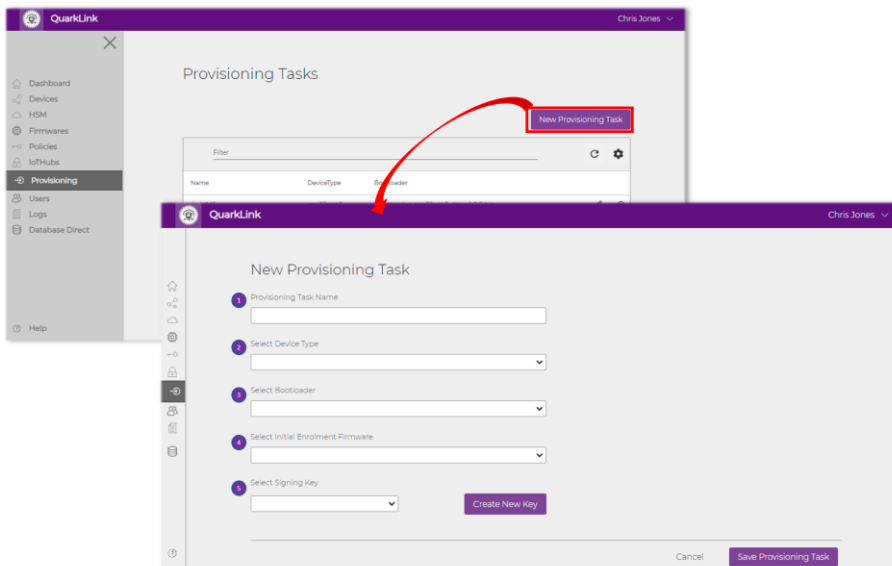 QuarkLink
Chris Jones
Provisioning Tasks
New Provisioning Task
Dashboard
Devices
HSM
Firmwares
Policies
IoTHubs
Provisioning
Users
Logs
Database Direct
Help
Filter
Name DeviceType Bootloader
QuarkLink
Chris Jones
New Provisioning Task
1 Provisioning Task Name
2 Select Device Type
3 Select Bootloader
4 Select Initial Enrolment Firmware
5 Select Signing Key
Create New Key
Cancel
Save Provisioning Task